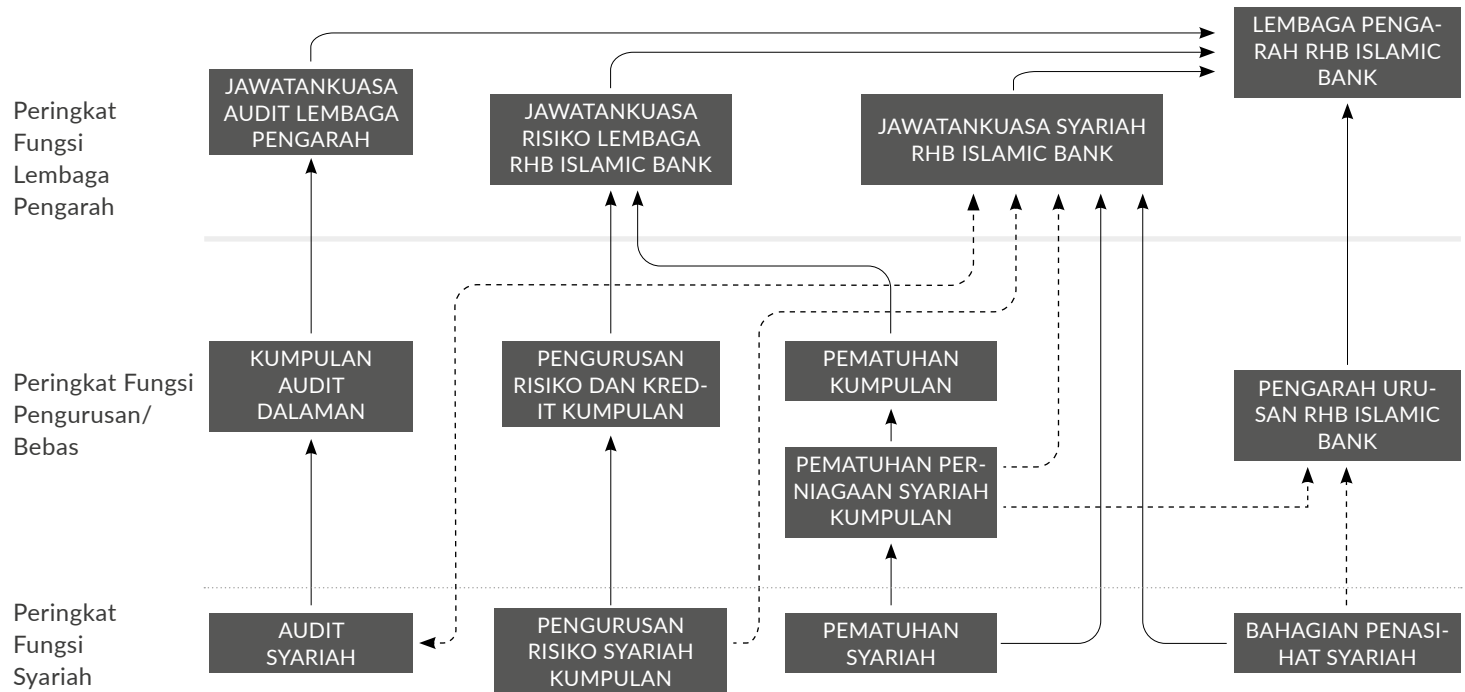 LEMBAGA PENGA-
RAH RHB ISLAMIC
BANK
Peringkat
Fungsi
Lembaga
Pengarah
JAWATANKUASA
AUDIT LEMBAGA
PENGARAH
JAWATANKUASA
RISIKO LEMBAGA
RHB ISLAMIC BANK
JAWATANKUASA SYARIAH
RHB ISLAMIC BANK
Peringkat Fungsi
Pengurusan/
Bebas
KUMPULAN
AUDIT
DALAMAN
PENGURUSAN
RISIKO DAN KRED-
IT KUMPULAN
PEMATUHAN
KUMPULAN
PEMATUHAN PER-
NIAGAAN SYARIAH
KUMPULAN
PENGARAH URU-
SAN RHB ISLAMIC
BANK
Peringkat
Fungsi
Syariah
AUDIT
SYARIAH
PENGURUSAN
RISIKO SYARIAH
KUMPULAN
PEMATUHAN
SYARIAH
BAHAGIAN PENASI-
HAT SYARIAH